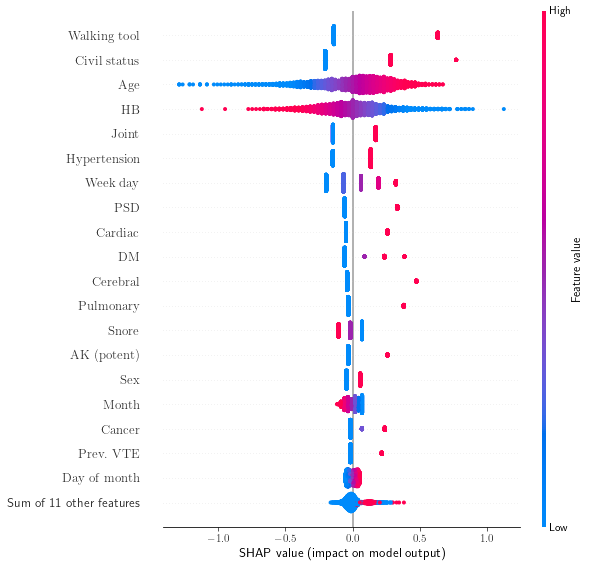 High
Walking tool
Civil status
Age
HB
Joint
Hypertension
Week day
PSD
Cardiac
DM
Cerebral
Pulmonary
Snore
AK (potent)
Sex
Month
Cancer
Prev. VTE
Day of month
Sum of 11 other features
Feature value
Low
−1.0 −0.5 0.0 0.5 1.0
SHAP value (impact on model output)